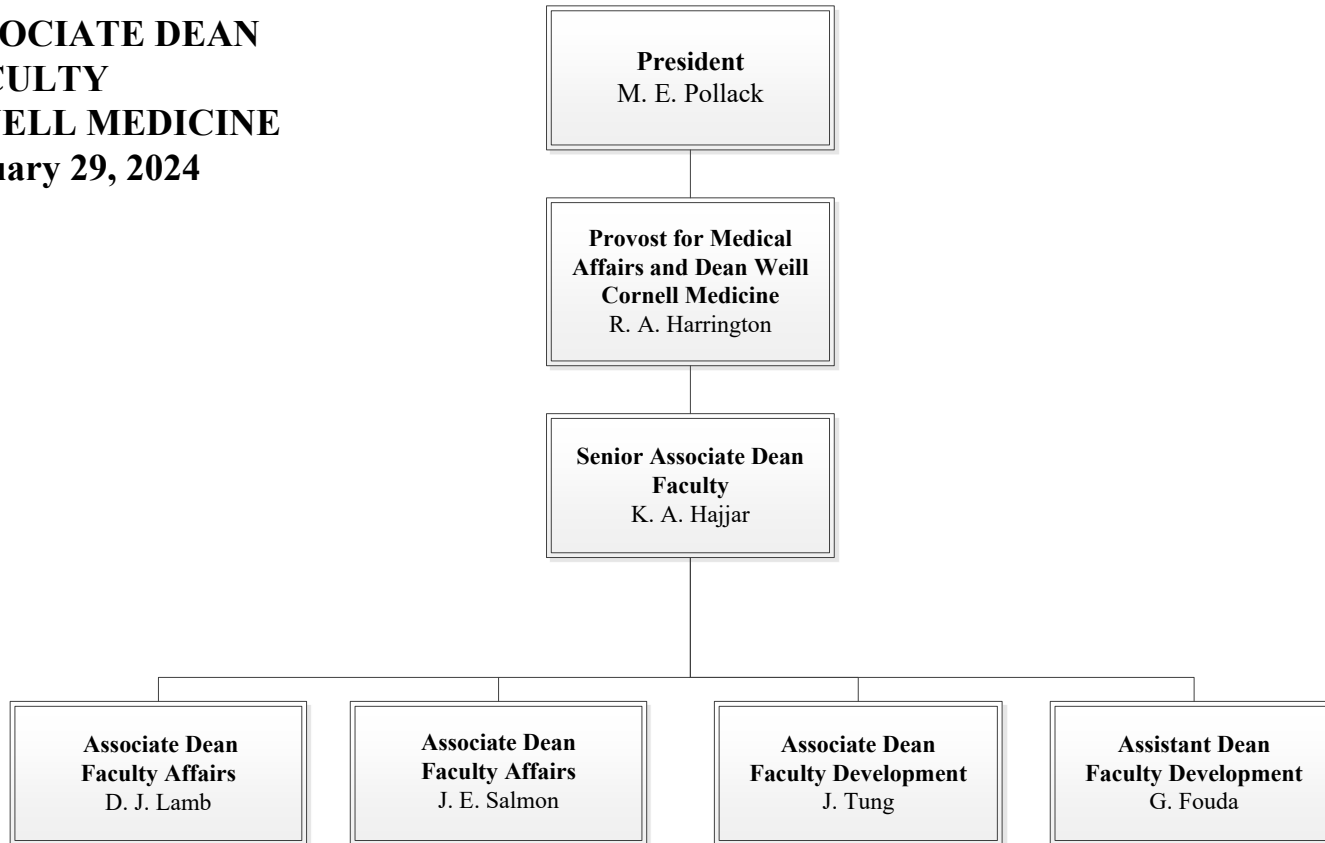 OCIATE DEAN
CULTY
ELL MEDICINE
uary 29, 2024
President
M. E. Pollack
Provost for Medical
Affairs and Dean Weill
Cornell Medicine
R. A. Harrington
Senior Associate Dean
Faculty
K. A. Hajjar
Associate Dean
Faculty Affairs
D. J. Lamb
Associate Dean
Faculty Affairs
J. E. Salmon
Associate Dean
Faculty Development
J. Tung
Assistant Dean
Faculty Development
G. Fouda